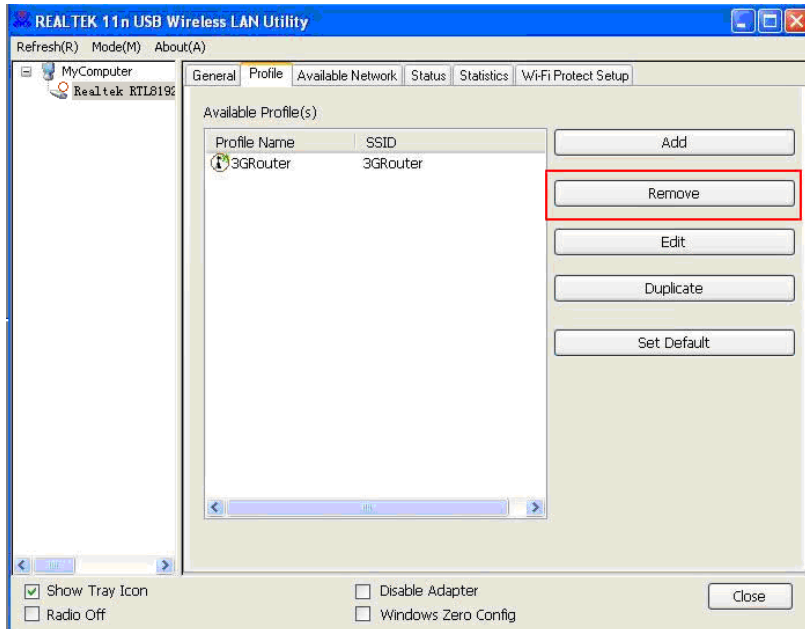 REALTEK 11n USB Wireless LAN Utility
Refresh(R) Mode(M) About(A)
MyComputer
Realtek RTL8192
General Profile Available Network Status Statistics Wi-Fi Protect Setup
Available Profile(s)
Profile Name SSID
3GRouter 3GRouter
Add
Remove
Edit
Duplicate
Set Default
Show Tray Icon
Radio Off
Disable Adapter
Windows Zero Config
Close